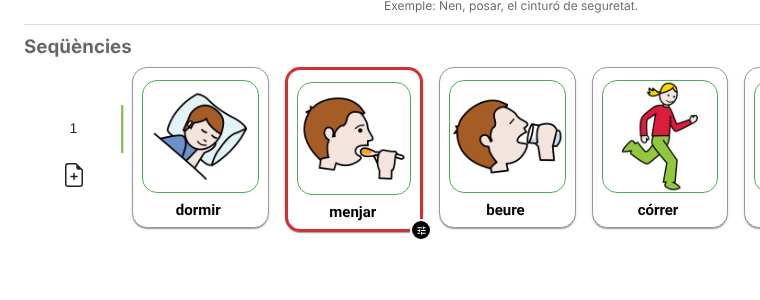 Exemple: Nen, posar, el cinturó de seguretat.
Seqüències
1
dormir
menjar
beure
córrer